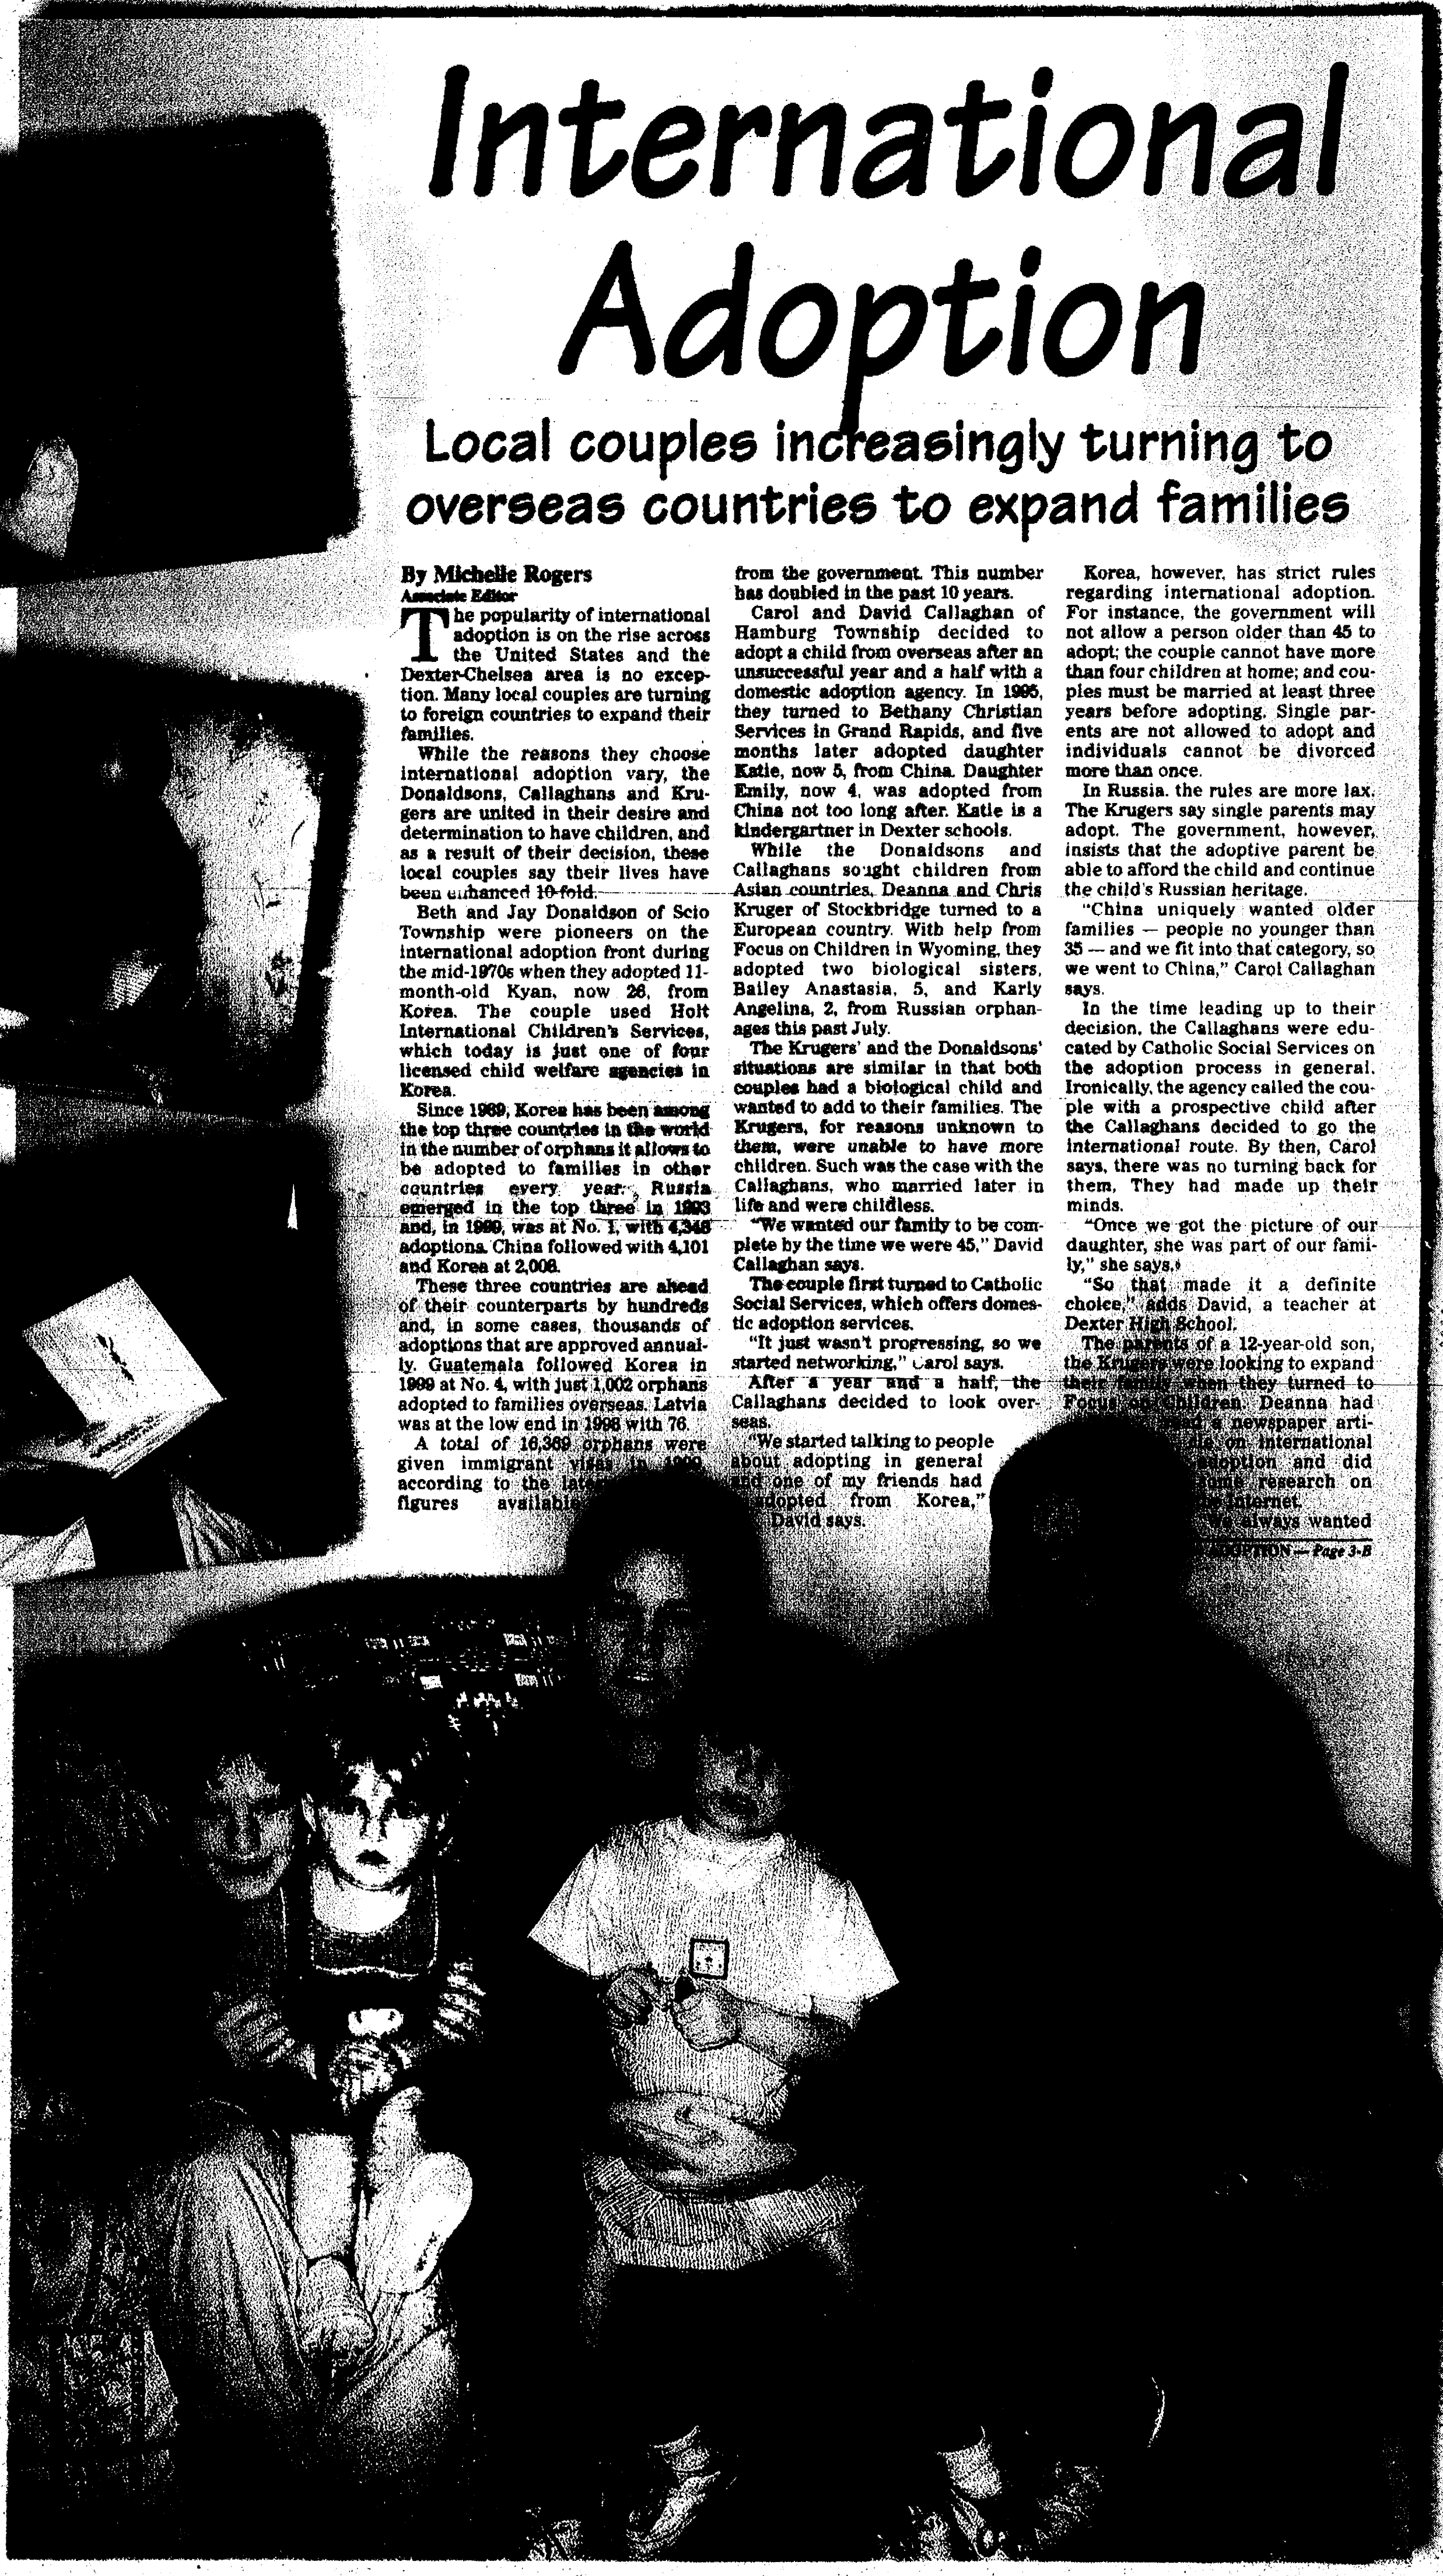 International
Adoption
Local couples increasingly turning to
overseas countries to expand families
By Michelle Rogers
Associate Editor
The popularity of international
adoption is on the rise across
the United States and the
Dexter-Chelsea area is no excep-
tion. Many local couples are turning
to foreign countries to expand their
families.
While the reasons they choose
international adoption vary, the
Donaldsons, Callaghans and Kru-
gers are united in their desire and
determination to have children, and
as a result of their decision, these
local couples say their lives have
been enhanced 10-fold.
Beth and Jay Donaldson of Scio
Township were pioneers on the
international adoption front during
the mid-1970s when they adopted 11-
month-old Kyan, now 26, from
Korea. The couple used Holt
International Children's Services,
which today is just one of four
licensed child welfare agencies in
Korea.
Since 1989, Korea has been among
the top three countries in the world
in the number of orphans it allows to
be adopted to families in other
countries every year. Russia
emerged in the top three in 1993
and, in 1999, was at No. 1, with 4,348
adoptions. China followed with 4,101
and Korea at 2,008.
These three countries are ahead
of their counterparts by hundreds
and, in some cases, thousands of
adoptions that are approved annual-
ly. Guatemala followed Korea in
1999 at No. 4, with just 1,002 orphans
adopted to families overseas. Latvia
was at the low end in 1998 with 76.
A total of 16,369 orphans were
given immigrant visas in 1999,
according to the latest
figures available
from the government. This number
has doubled in the past 10 years.
Carol and David Callaghan of
Hamburg Township decided to
adopt a child from overseas after an
unsuccessful year and a half with a
domestic adoption agency. In 1995,
they turned to Bethany Christian
Services in Grand Rapids, and five
months later adopted daughter
Katie, now 5, from China. Daughter
Emily, now 4, was adopted from
China not too long after. Katie is a
kindergartner in Dexter schools.
While the Donaldsons and
Callaghans sought children from
Asian countries, Deanna and Chris
Kruger of Stockbridge turned to a
European country. With help from
Focus on Children in Wyoming, they
adopted two biological sisters,
Bailey Anastasia, 5, and Karly
Angelina, 2, from Russian orphan-
ages this past July.
The Krugers' and the Donaldsons'
situations are similar in that both
couples had a biological child and
wanted to add to their families. The
Krugers, for reasons unknown to
them, were unable to have more
children. Such was the case with the
Callaghans, who married later in
life and were childless.
"We wanted our family to be com-
plete by the time we were 45," David
Callaghan says.
The couple first turned to Catholic
Social Services, which offers domes-
tic adoption services.
"It just wasn't progressing, so we
started networking," Carol says.
After a year and a half, the
Callaghans decided to look over-
seas.
"We started talking to people
about adopting in general
and one of my friends had
adopted from Korea,"
David says.
Korea, however, has strict rules
regarding international adoption.
For instance, the government will
not allow a person older than 45 to
adopt; the couple cannot have more
than four children at home; and cou-
ples must be married at least three
years before adopting. Single par-
ents are not allowed to adopt and
individuals cannot be divorced
more than once.
In Russia. the rules are more lax.
The Krugers say single parents may
adopt. The government, however,
insists that the adoptive parent be
able to afford the child and continue
the child's Russian heritage.
"China uniquely wanted older
families — people no younger than
35 — and we fit into that category, so
we went to China," Carol Callaghan
says.
In the time leading up to their
decision, the Callaghans were edu-
cated by Catholic Social Services on
the adoption process in general.
Ironically, the agency called the cou-
ple with a prospective child after
the Callaghans decided to go the
international route. By then, Carol
says, there was no turning back for
them. They had made up their
minds.
"Once we got the picture of our
daughter, she was part of our fami-
ly," she says.
"So that made it a definite
choice," adds David, a teacher at
Dexter High School.
The parents of a 12-year-old son,
the Krugers were looking to expand
their family when they turned to
Focus on Children. Deanna had
read a newspaper arti-
cle on international
adoption and did
some research on
the Internet.
"We always wanted
ADOPTION — Page 3-B